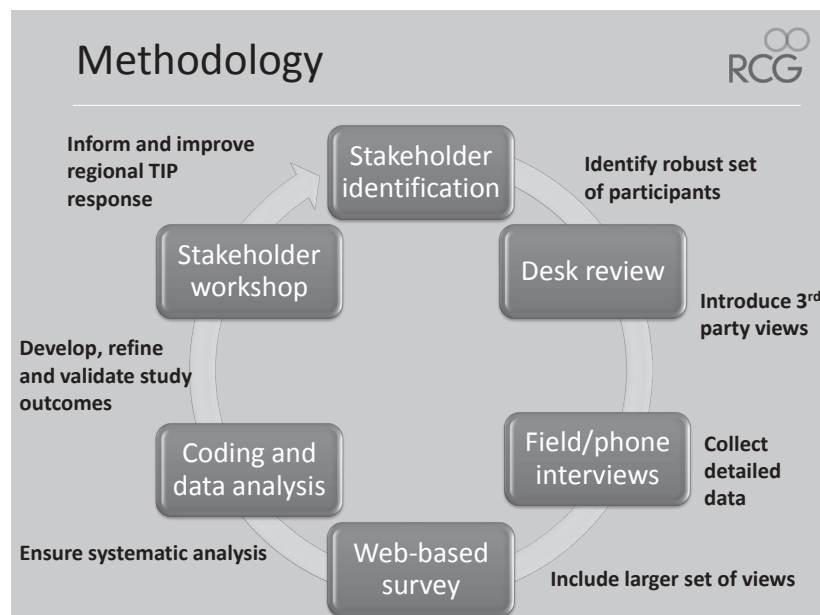 Methodology
RCG
Stakeholder
identification
Identify robust set
of participants
Desk review
Introduce 3rd
party views
Field/phone
interviews
Collect
detailed
data
Web-based
survey
Include larger set of views
Coding and
data analysis
Ensure systematic analysis
Stakeholder
workshop
Develop, refine
and validate study
outcomes
Inform and improve
regional TIP
response